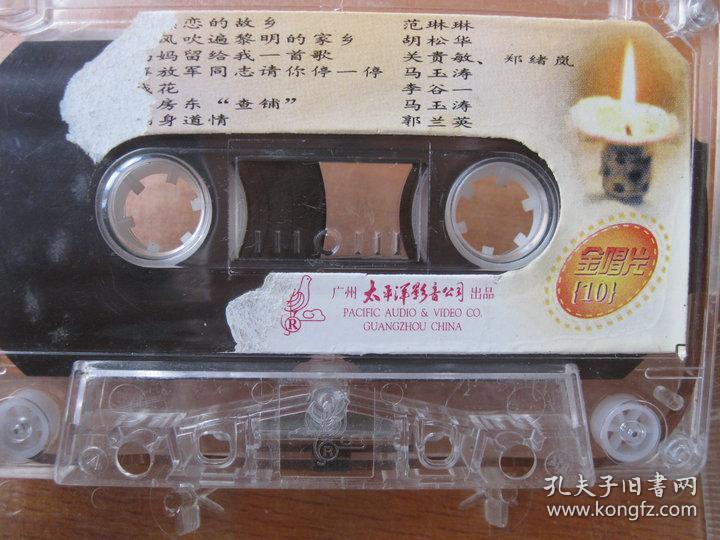 恋的故乡 范琳琳
风吹遍黎明的家乡 胡松华
妈留给我一首歌 关贵敏、郑绪岚
放军同志请你停一停 马玉涛
花 李谷一
房东“查铺” 马玉涛
身道情 郭兰英
金唱片
{10}
广州 太平洋影音公司 出品
PACIFIC AUDIO & VIDEO CO.
GUANGZHOU CHINA
®
孔夫子旧书网
www.kongfz.com